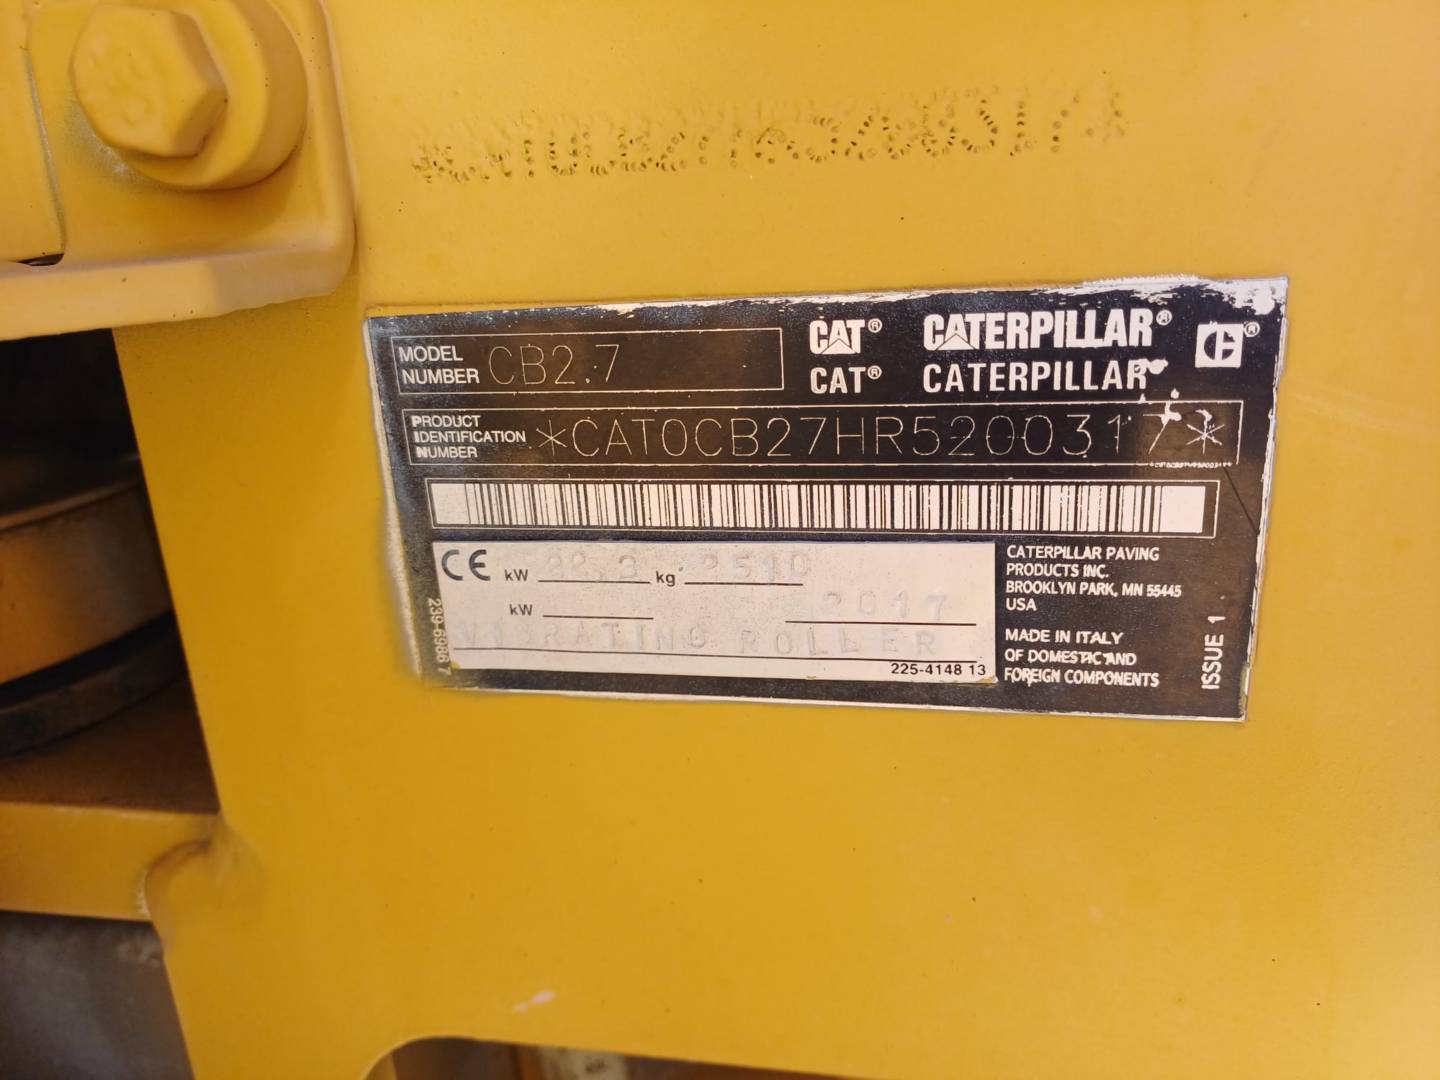 MODEL NUMBER CB2.7
CAT® CATERPILLAR®
CAT® CATERPILLAR
PRODUCT IDENTIFICATION NUMBER *CAT0CB27HR5200317*
CE kW 32.3 kg 2510
kW 2017
VIBRATING ROLLER
225-4148 13
239-6986 7
CATERPILLAR PAVING
PRODUCTS INC.
BROOKLYN PARK, MN 55445
USA
MADE IN ITALY
OF DOMESTIC AND
FOREIGN COMPONENTS
ISSUE 1